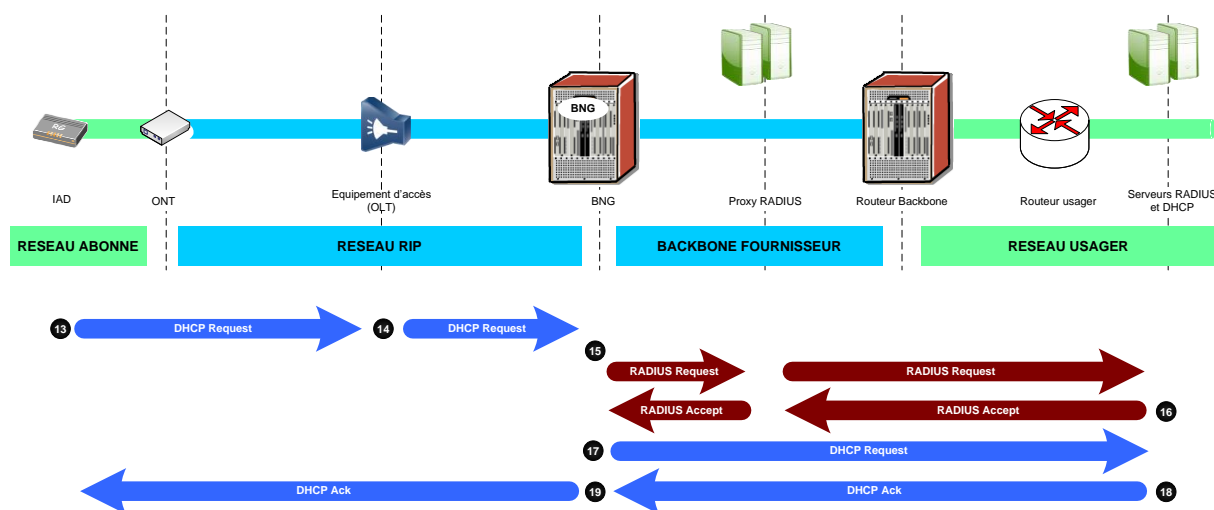 RG
BNG
IAD
ONT
Equipement d'accès
(OLT)
BNG
Proxy RADIUS
Routeur Backbone
Routeur usager
Serveurs RADIUS
et DHCP
RESEAU ABONNE
RESEAU RIP
BACKBONE FOURNISSEUR
RESEAU USAGER
13
DHCP Request
14
DHCP Request
15
RADIUS Request
RADIUS Request
RADIUS Accept
RADIUS Accept
16
17
DHCP Request
DHCP Ack
19
DHCP Ack
18